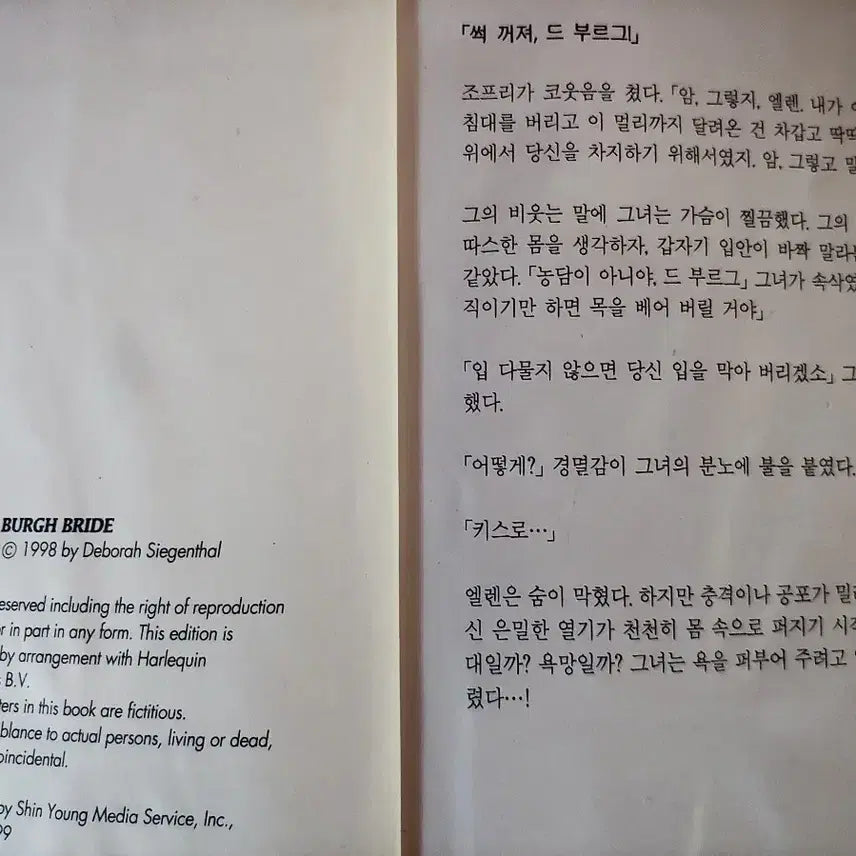 BURGH BRIDE
© 1998 by Deborah Siegenthal
eserved including the right of reproduction
r in part in any form. This edition is
by arrangement with Harlequin
B.V.
ters in this book are fictitious.
blance to actual persons, living or dead,
oincidental.
by Shin Young Media Service, Inc.,
99
「썩 꺼져, 드 부르그!」
조프리가 코웃음을 쳤다. 「암, 그렇지, 엘렌. 내가
침대를 버리고 이 멀리까지 달려온 건 차갑고
위에서 당신을 차지하기 위해서였지. 암, 그렇고
그의 비웃는 말에 그녀는 가슴이 찔끔했다. 그의
따스한 몸을 생각하자, 갑자기 입안이 바짝
같았다. 「농담이 아니야, 드 부르그」 그녀가 속삭였
직이기만 하면 목을 베어 버릴 거야」
「입 다물지 않으면 당신 입을 막아 버리겠소」 그
했다.
「어떻게?」 경멸감이 그녀의 분노에 불을 붙였다.
「키스로…」
엘렌은 숨이 막혔다. 하지만 충격이나 공포가
신 은밀한 열기가 천천히 몸 속으로 퍼지기
대일까? 욕망일까? 그녀는 욕을 퍼부어 주려고
렸다…!